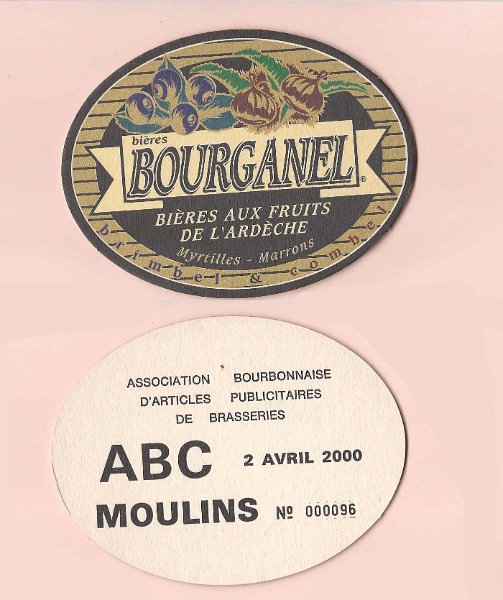 bières
BOURGANEL®
BIÈRES AUX FRUITS
DE L'ARDÈCHE
Myrtilles - Marrons
brimbel & combel
ASSOCIATION BOURBONNAISE
D'ARTICLES PUBLICITAIRES
DE BRASSERIES
ABC 2 AVRIL 2000
MOULINS Nº 000096